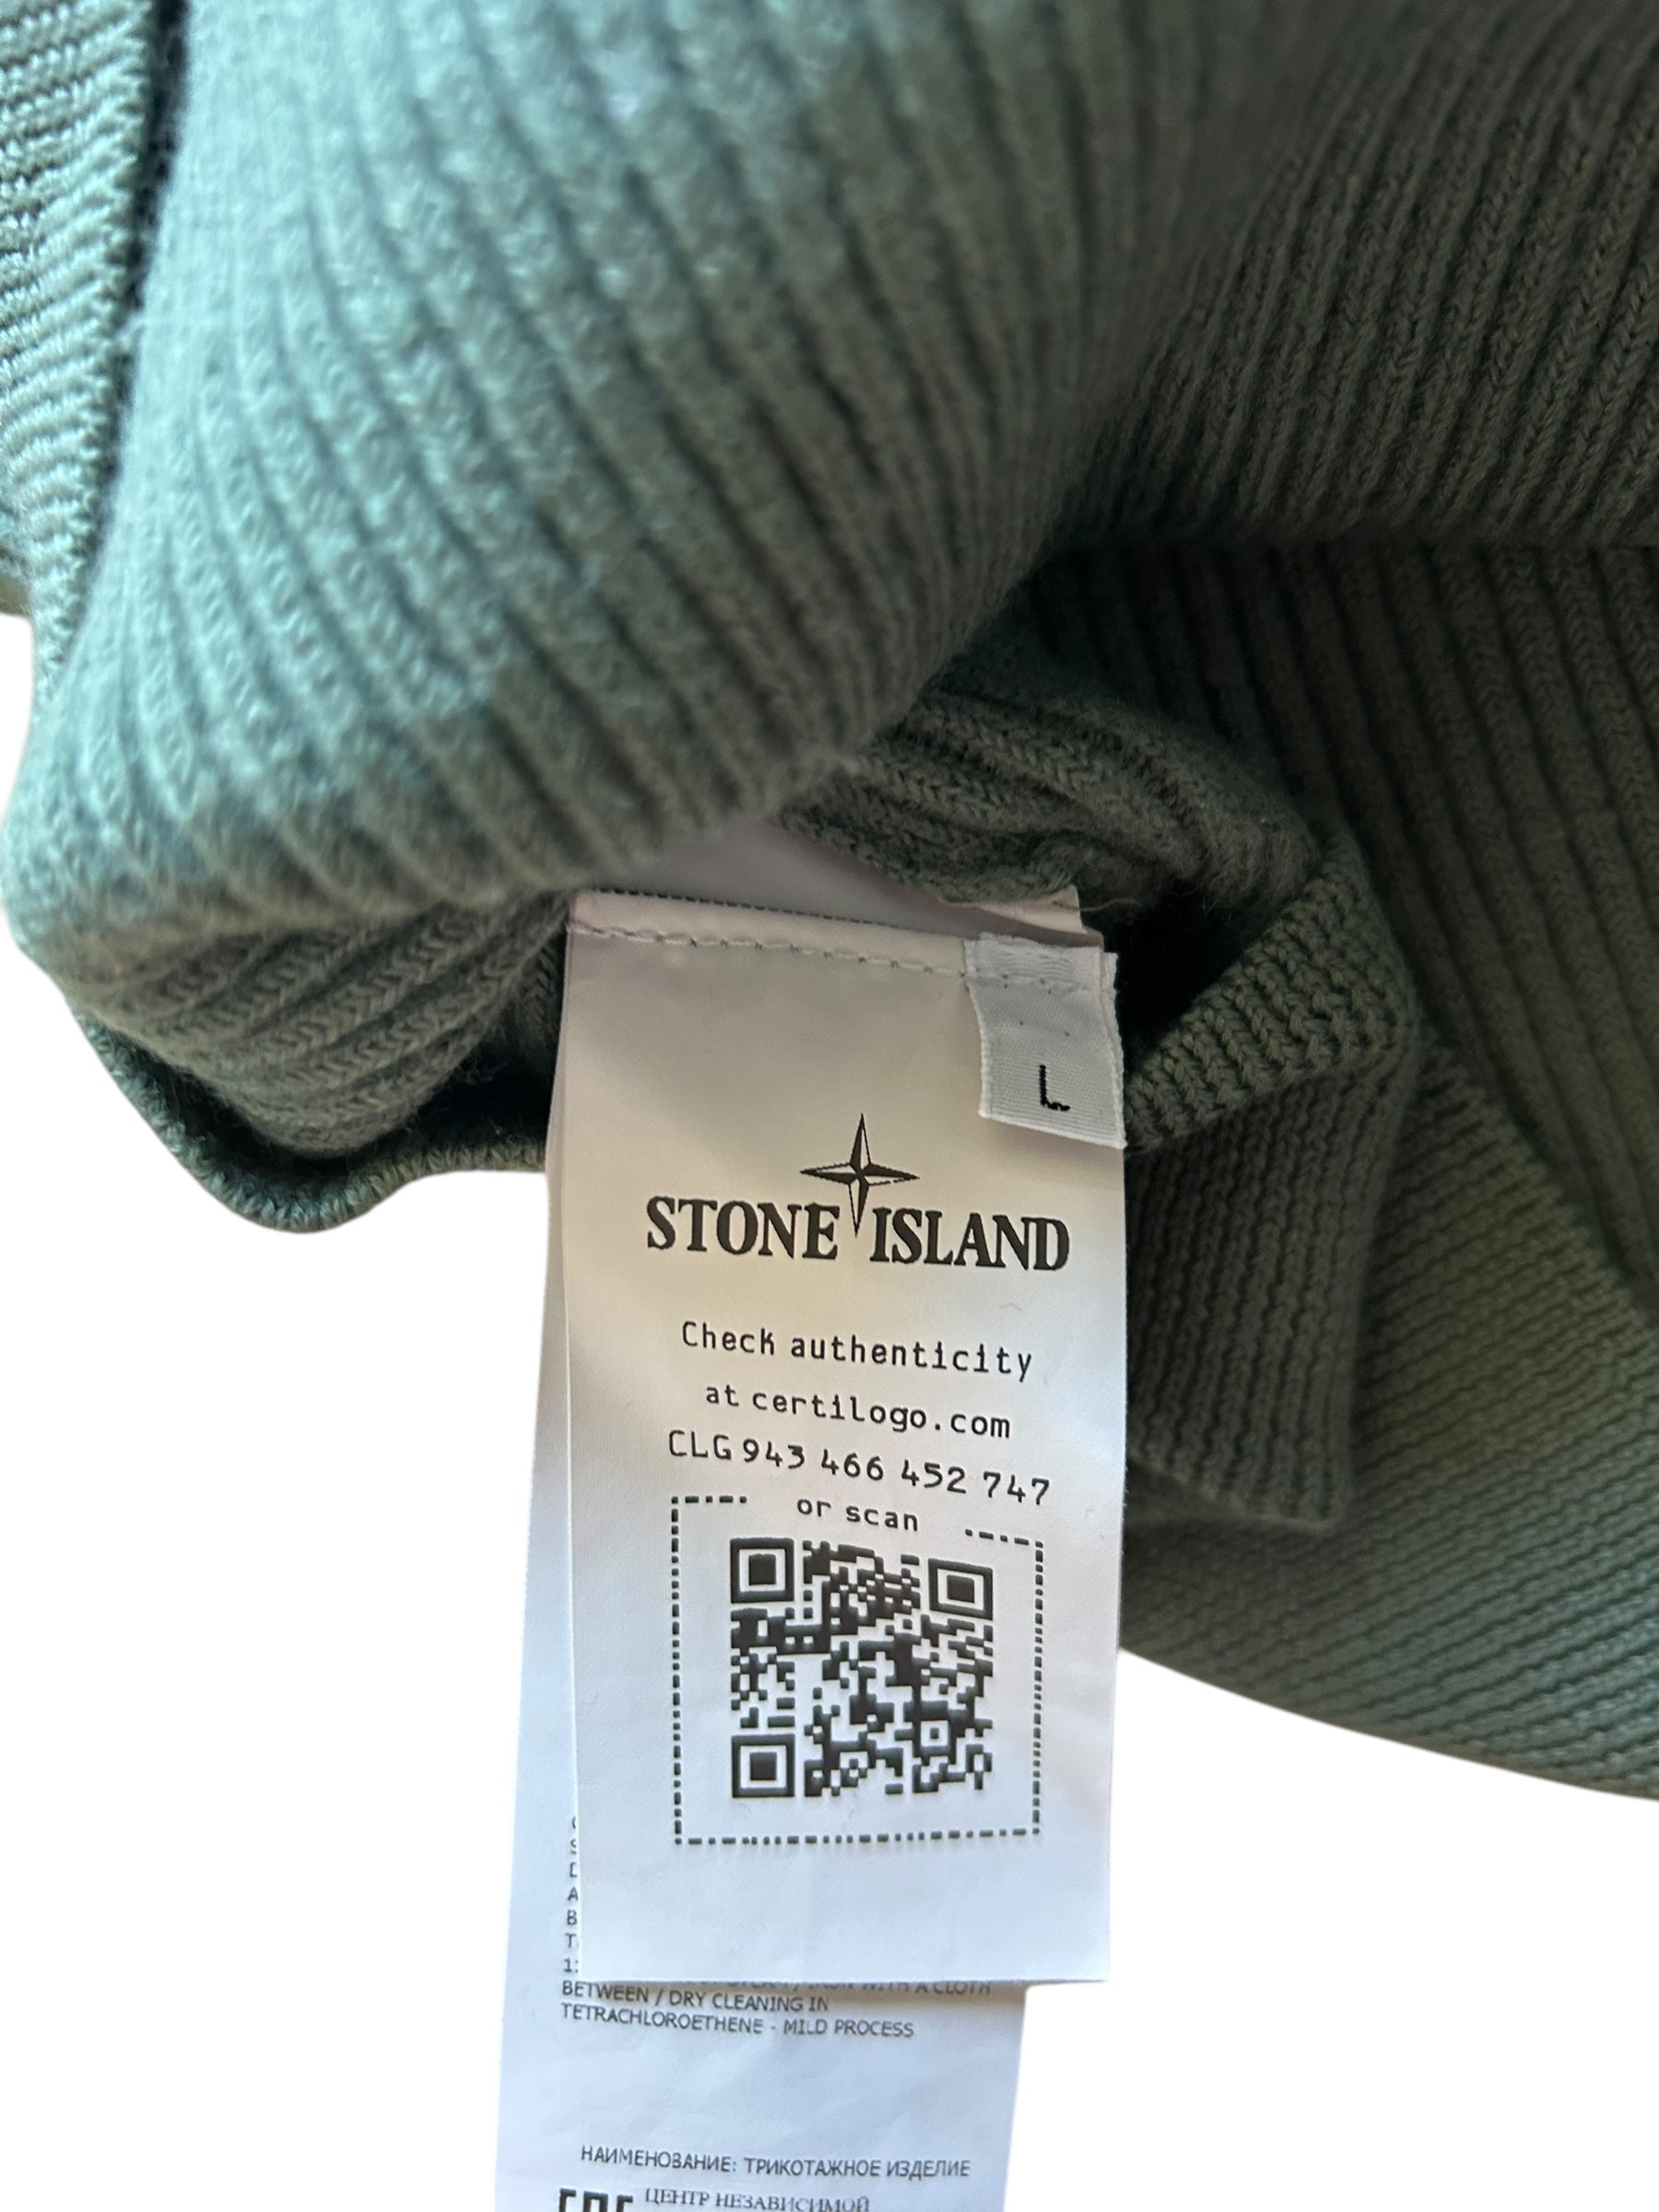 L
STONE ISLAND
Check authenticity
at certilogo.com
CLG 943 466 452 747
or scan
BETWEEN / DRY CLEANING IN
TETRACHLOROETHENE - MILD PROCESS
НАИМЕНОВАНИЕ: ТРИКОТАЖНОЕ ИЗДЕЛИЕ
ЦЕНТР НЕЗАВИСИМОЙ